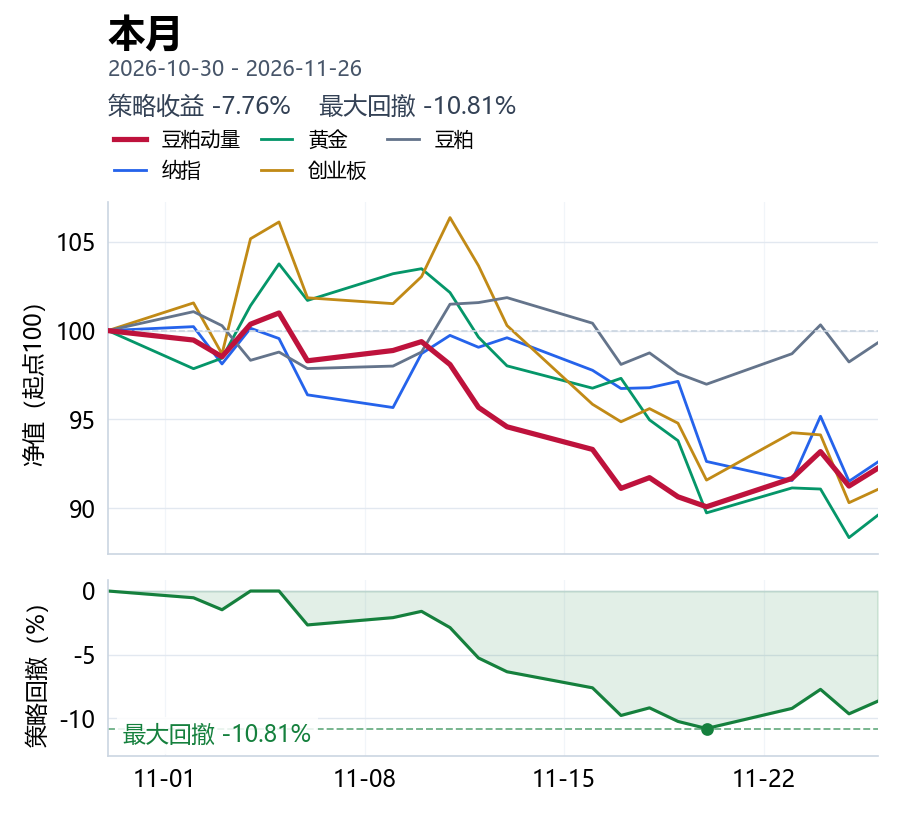 本月
2026-10-30 - 2026-11-26
策略收益 -7.76% 最大回撤 -10.81%
豆粕动量 黄金 豆粕
纳指 创业板
净值（起点100）
105
100
95
90
策略回撤（%）
0
-5
-10
最大回撤 -10.81%
11-01 11-08 11-15 11-22